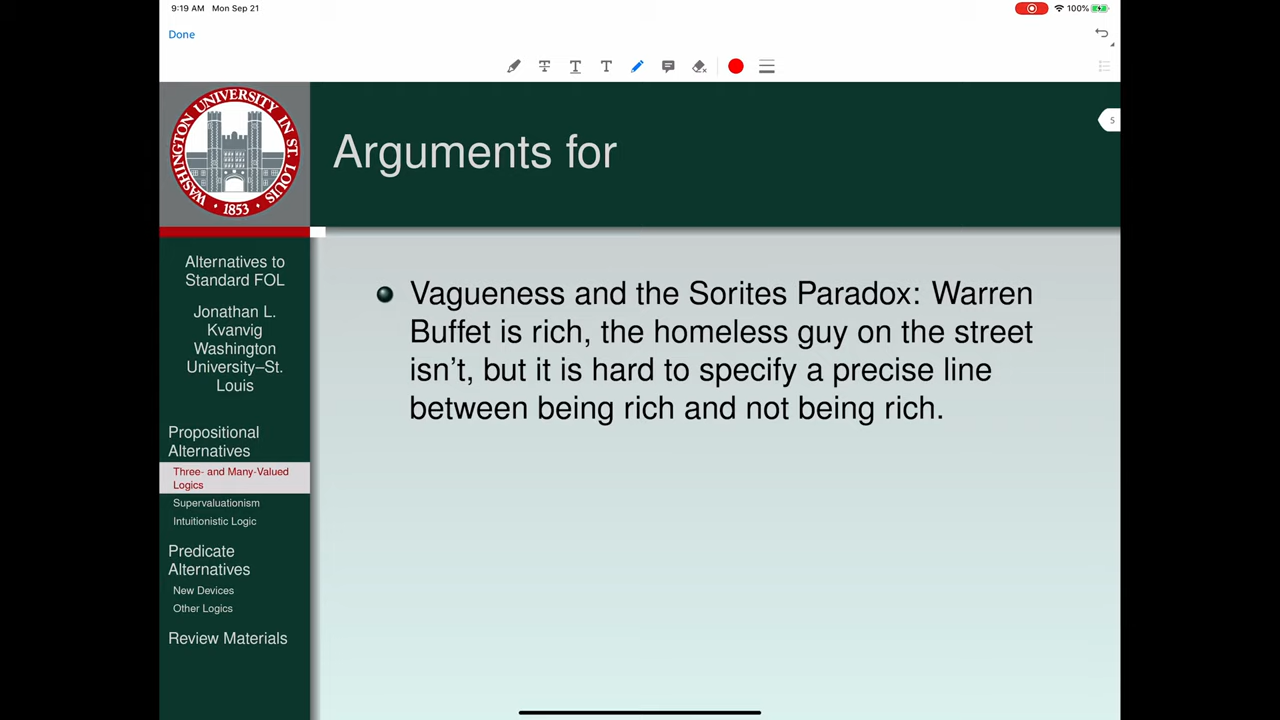 9:19 AM Mon Sep 21
100%
Done
T
T
T
S
WASHINGTON UNIVERSITY IN ST. LOUIS
1853
Arguments for
Alternatives to
Standard FOL
Jonathan L.
Kvanvig
Washington
University–St.
Louis
Propositional
Alternatives
Three- and Many-Valued
Logics
Supervaluationism
Intuitionistic Logic
Predicate
Alternatives
New Devices
Other Logics
Review Materials
Vagueness and the Sorites Paradox: Warren
Buffet is rich, the homeless guy on the street
isn't, but it is hard to specify a precise line
between being rich and not being rich.